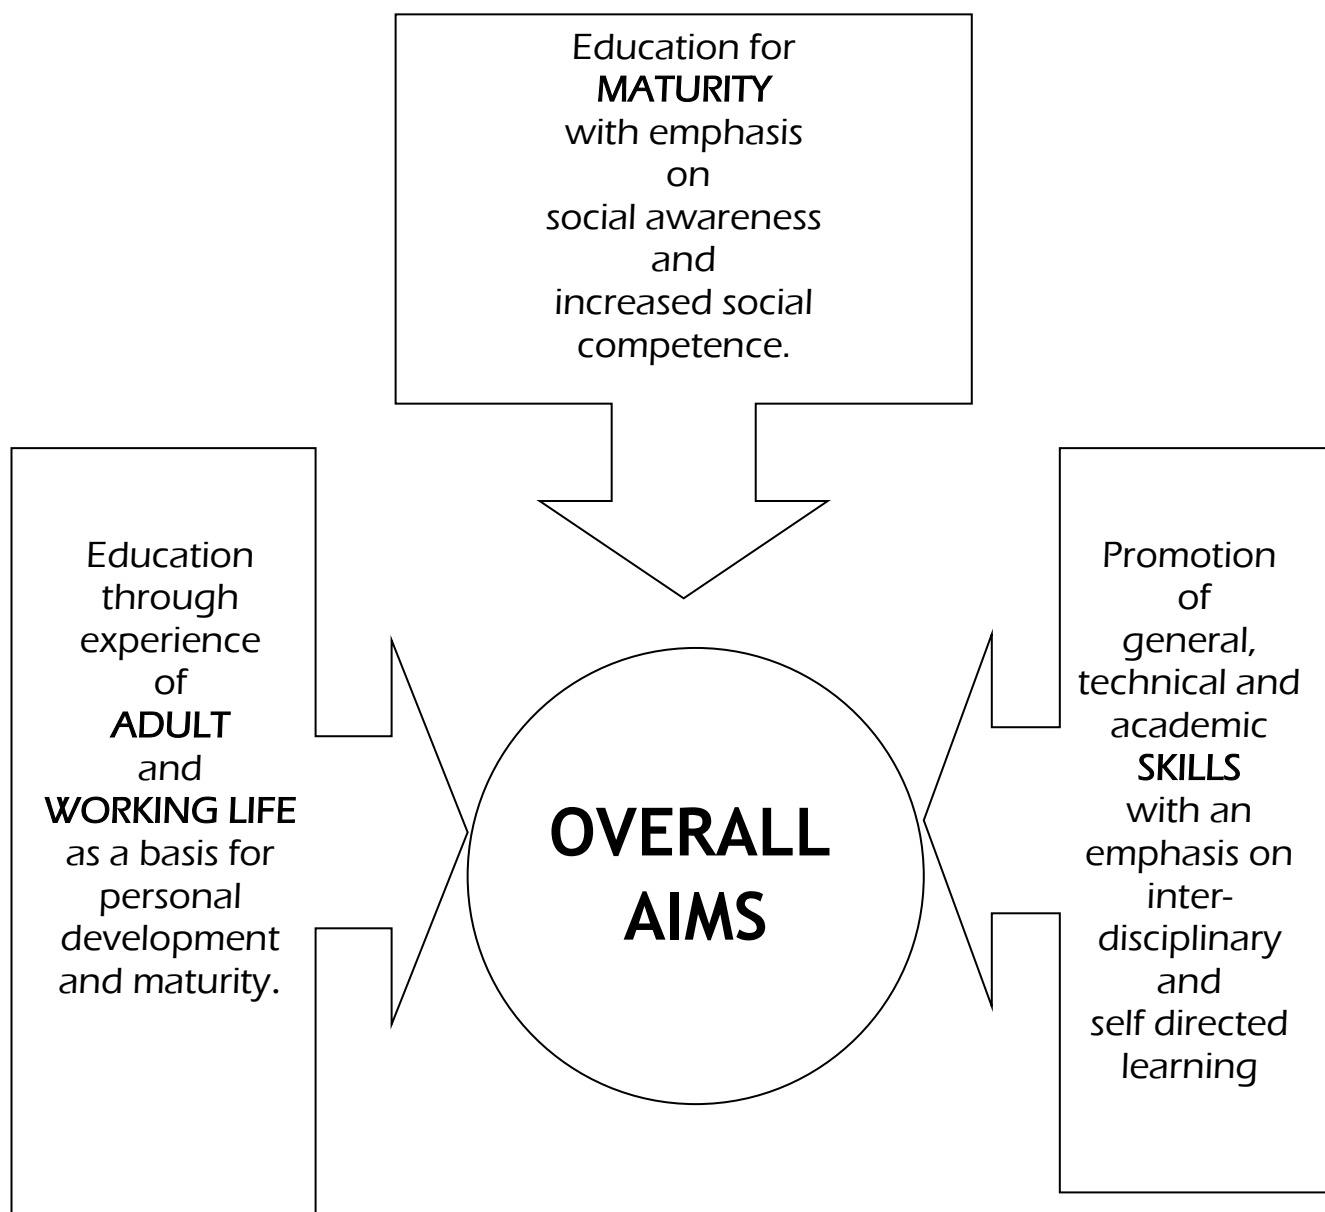 Education for
MATURITY
with emphasis
on
social awareness
and
increased social
competence.
Education
through
experience
of
ADULT
and
WORKING LIFE
as a basis for
personal
development
and maturity.
OVERALL
AIMS
Promotion
of
general,
technical and
academic
SKILLS
with an
emphasis on
inter-
disciplinary
and
self directed
learning